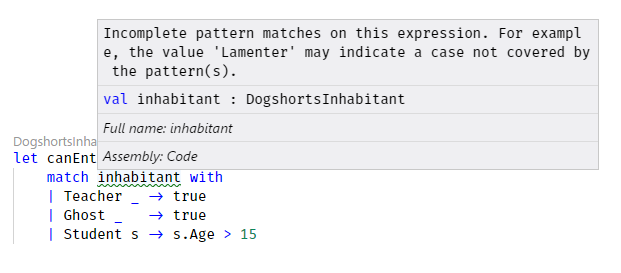 Incomplete pattern matches on this expression. For exampl
e, the value 'Lamenter' may indicate a case not covered by
the pattern(s).
val inhabitant : DogshortsInhabitant
Full name: inhabitant
DogshortsInha
Assembly: Code
let canEnt
match inhabitant with
| Teacher _ → true
| Ghost _ → true
| Student s → s.Age > 15